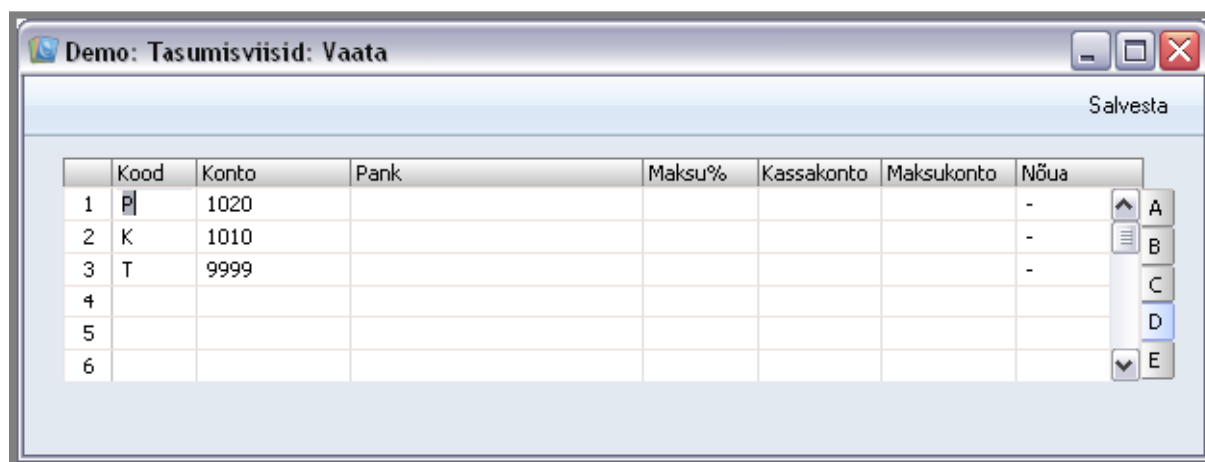 Demo: Tasumisviisid: Vaata
Salvesta
Kood Konto Pank Maksu% Kassakonto Maksukonto Nõua
1 P 1020 - A
2 K 1010 - B
3 T 9999 - C
4
5 D
6 E